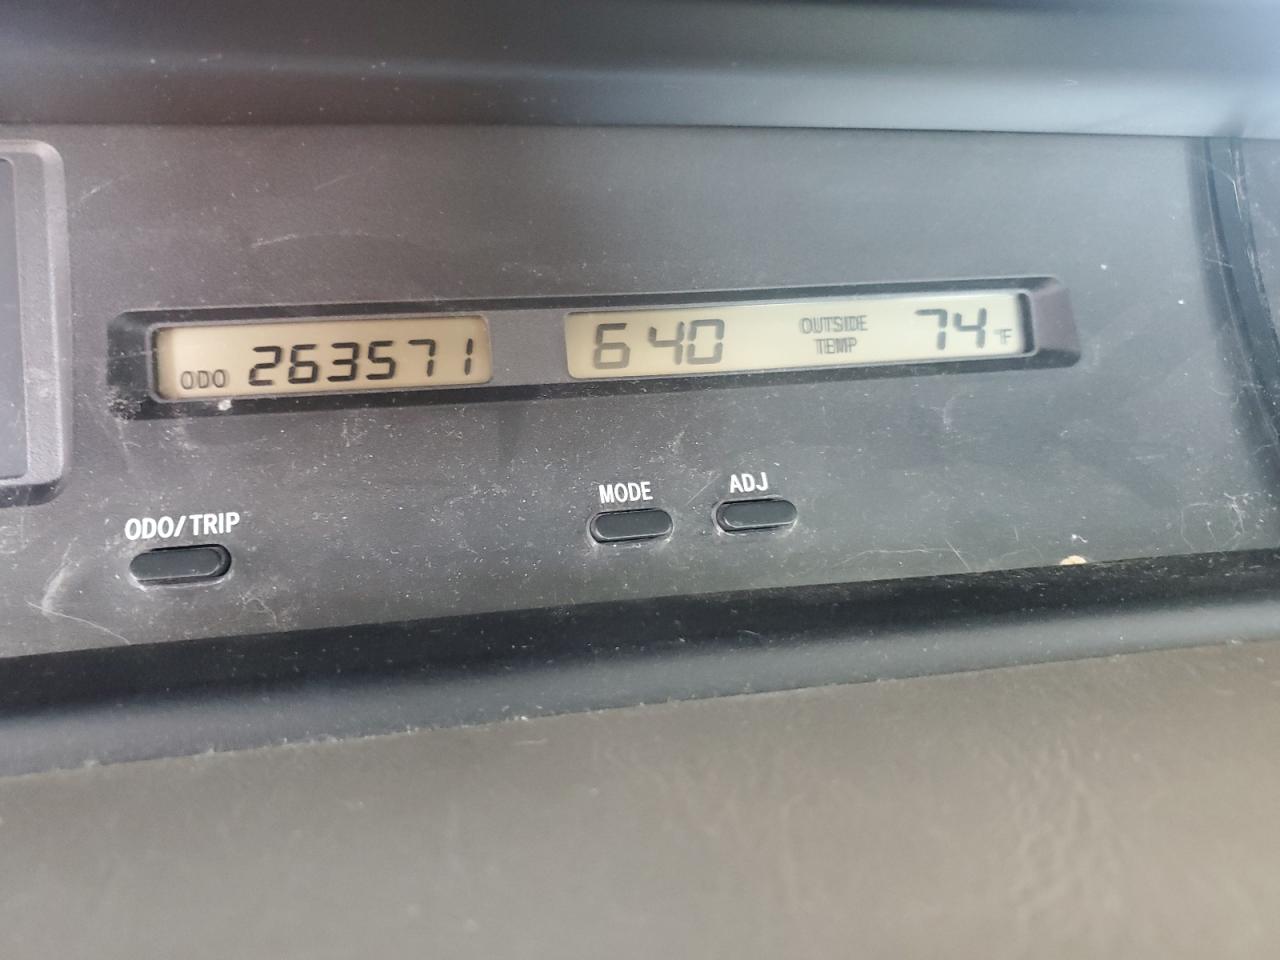 ODO 263571
6 40 OUTSIDE TEMP 74 °F
ODO/TRIP
MODE
ADJ